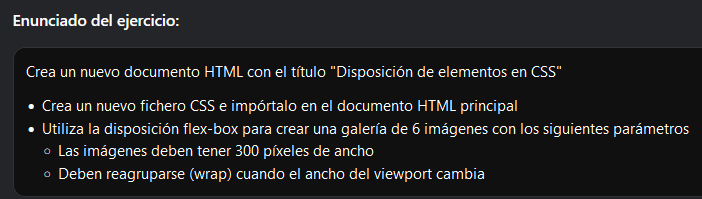 Enunciado del ejercicio:
Crea un nuevo documento HTML con el título "Disposición de elementos en CSS"
Crea un nuevo fichero CSS e impórtalo en el documento HTML principal
Utiliza la disposición flex-box para crear una galería de 6 imágenes con los siguientes parámetros
Las imágenes deben tener 300 píxeles de ancho
Deben reagruparse (wrap) cuando el ancho del viewport cambia